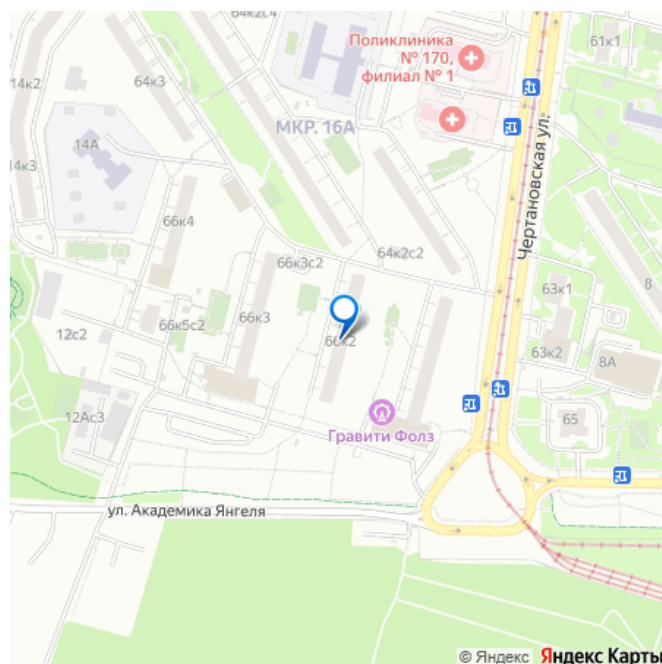 64к2с4
61к1
Поликлиника
№ 170,
филиал № 1
14к2
64к3
МКР. 16А
Чертановская ул.
14А
14к3
66к4
64к2с2
66к3с2
8
63к1
66к5с2
66к3
12с2
66к2
63к2
8А
12Ас3
Гравити Фолз
65
ул. Академика Янгеля
© Яндекс Яндекс Карты